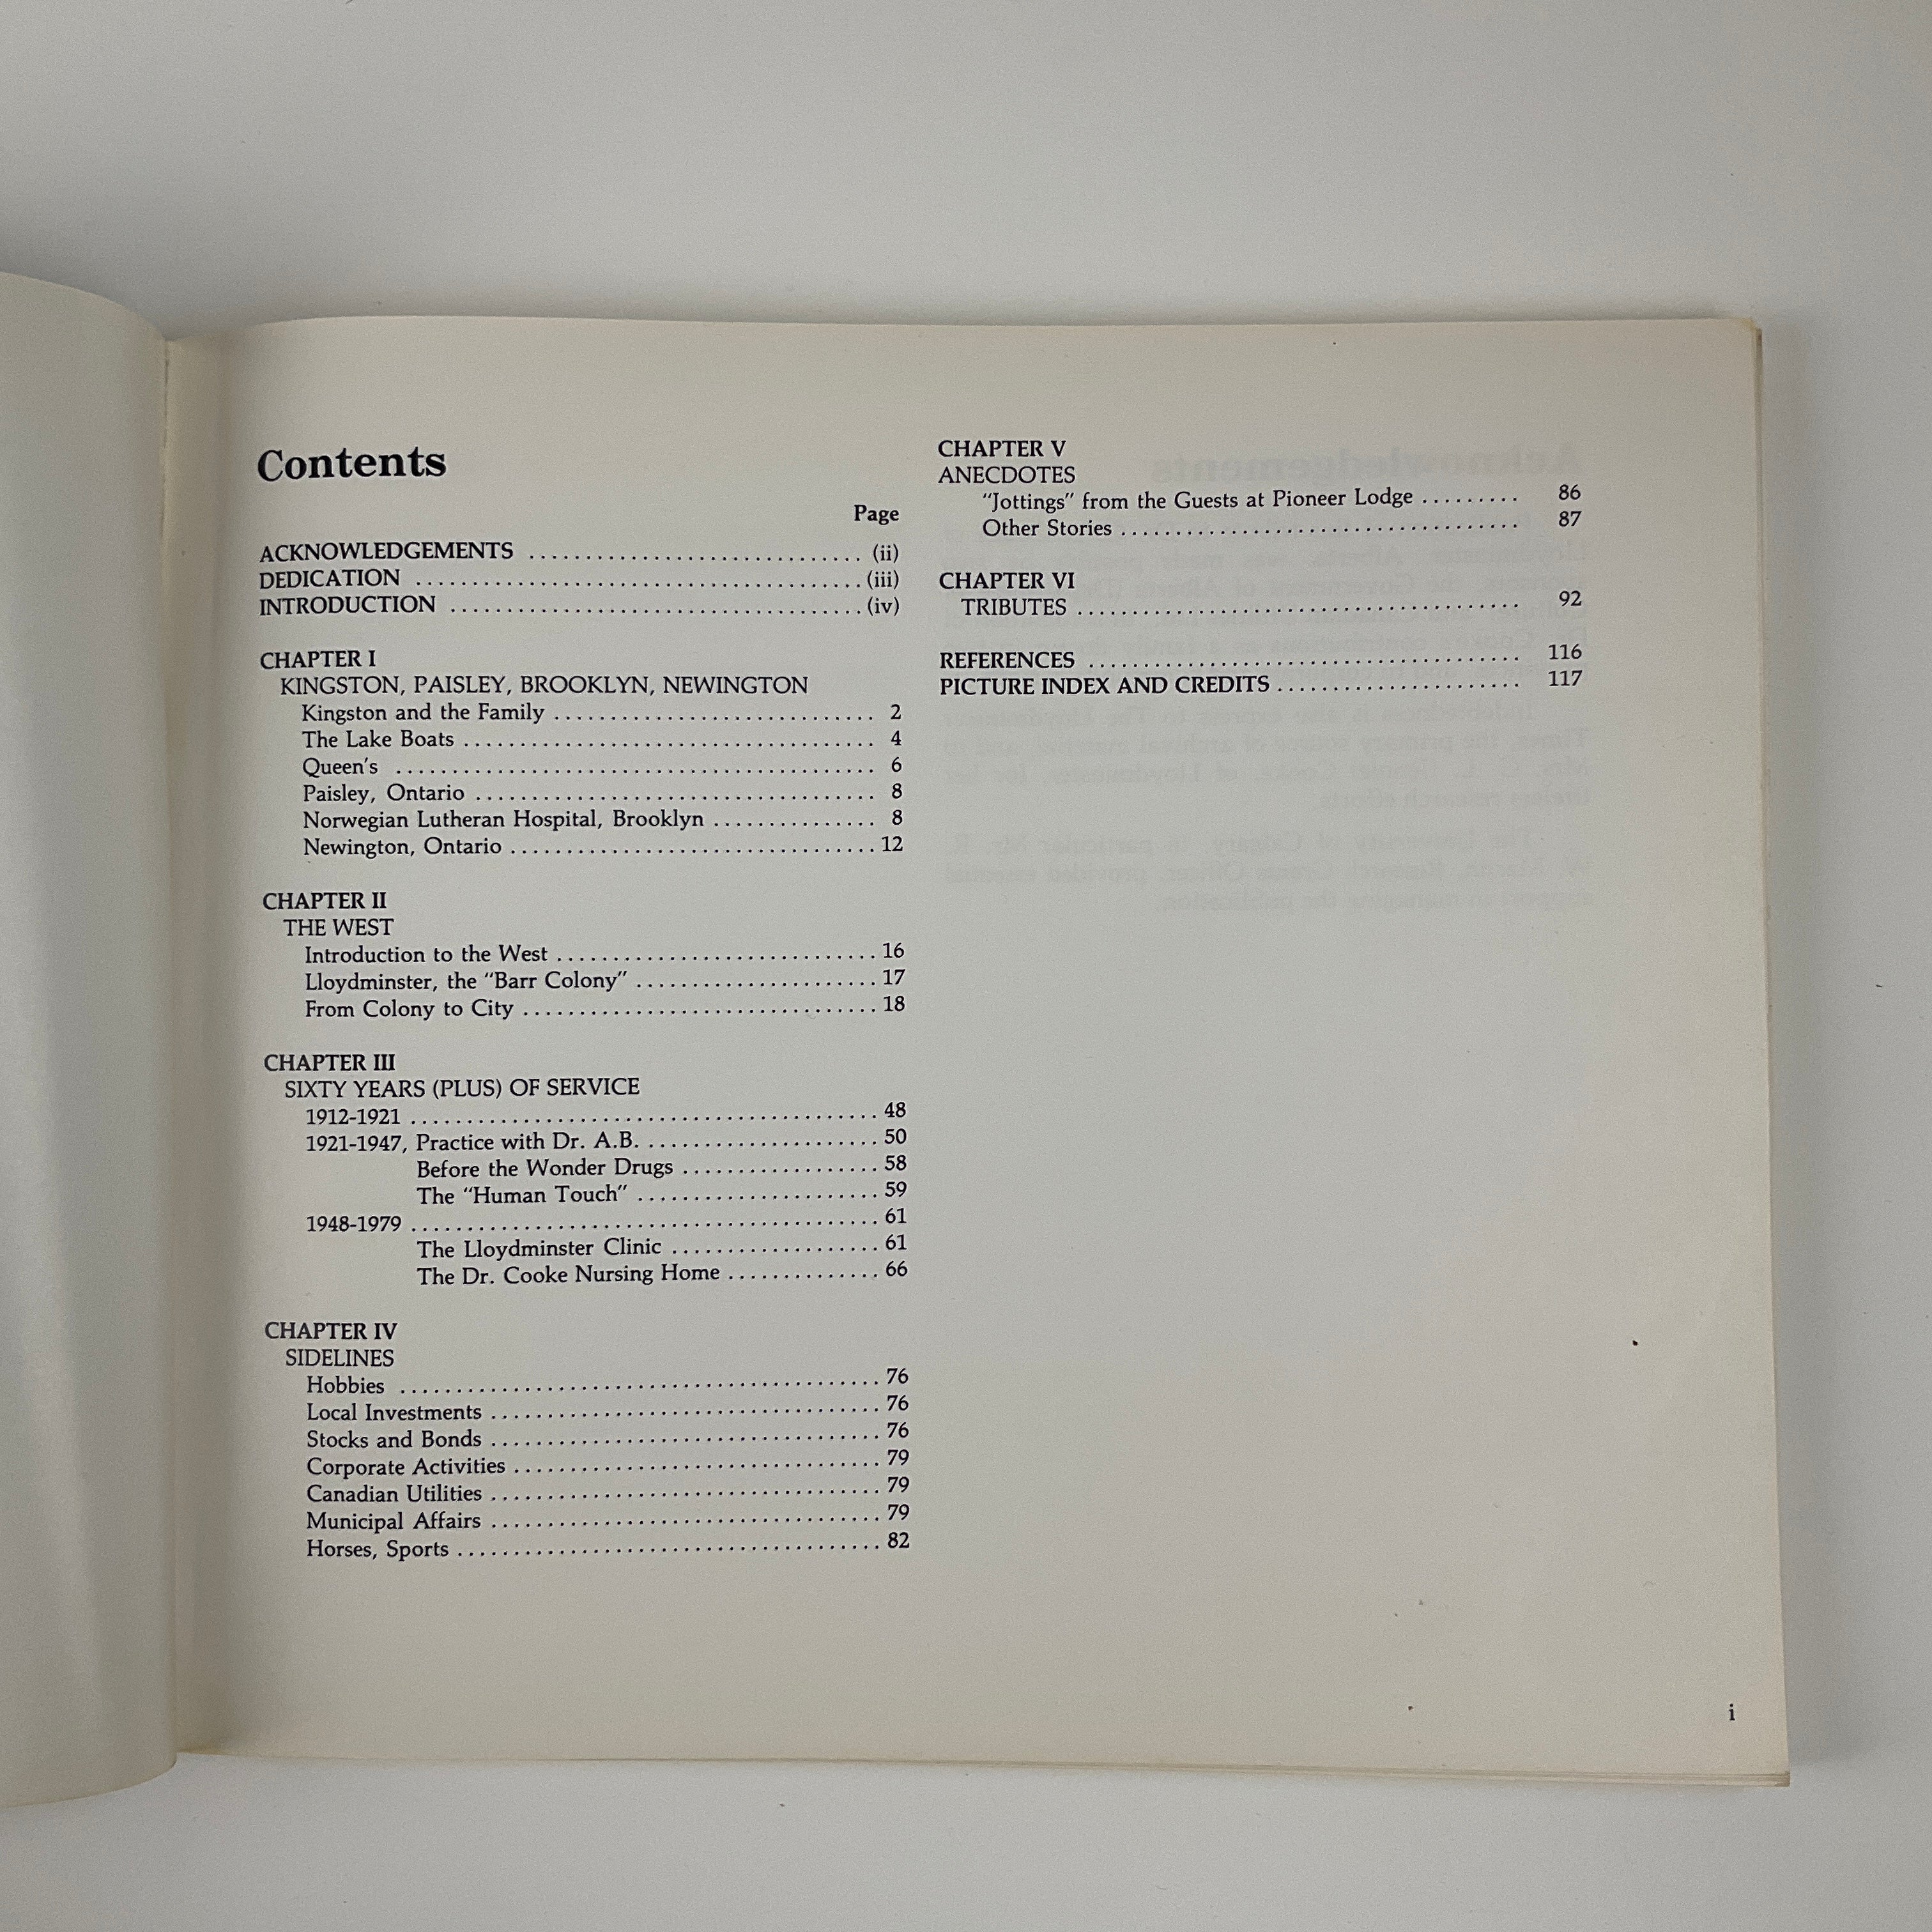 Contents
Page
ACKNOWLEDGEMENTS .............................. (ii)
DEDICATION ........................................ (iii)
INTRODUCTION ..................................... (iv)
CHAPTER I
KINGSTON, PAISLEY, BROOKLYN, NEWINGTON
Kingston and the Family ............................. 2
The Lake Boats ..................................... 4
Queen's ........................................... 6
Paisley, Ontario .................................... 8
Norwegian Lutheran Hospital, Brooklyn ............... 8
Newington, Ontario ................................. 12
CHAPTER II
THE WEST
Introduction to the West ............................. 16
Lloydminster, the "Barr Colony" ...................... 17
From Colony to City ................................ 18
CHAPTER III
SIXTY YEARS (PLUS) OF SERVICE
1912-1921 .......................................... 48
1921-1947, Practice with Dr. A.B. ..................... 50
Before the Wonder Drugs .................. 58
The "Human Touch" ...................... 59
1948-1979 .......................................... 61
The Lloydminster Clinic ................... 61
The Dr. Cooke Nursing Home .............. 66
CHAPTER IV
SIDELINES
Hobbies ........................................... 76
Local Investments ................................... 76
Stocks and Bonds ................................... 76
Corporate Activities ................................. 79
Canadian Utilities ................................... 79
Municipal Affairs ................................... 79
Horses, Sports ...................................... 82
CHAPTER V
ANECDOTES
"Jottings" from the Guests at Pioneer Lodge ......... 86
Other Stories .................................... 87
CHAPTER VI
TRIBUTES ........................................ 92
REFERENCES ....................................... 116
PICTURE INDEX AND CREDITS ...................... 117
i